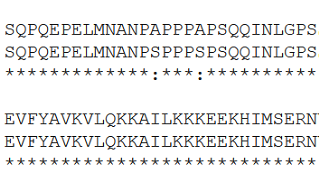 SQPQEPELMNANPAPPPAPSQQINLGPS
SQPQEPELMNANPSPPPSPSQQINLGPS
*************:***:**********
EVFYAVKVLQKKAILKKKEEKHIMSERN
EVFYAVKVLQKKAILKKKEEKHIMSERN
****************************